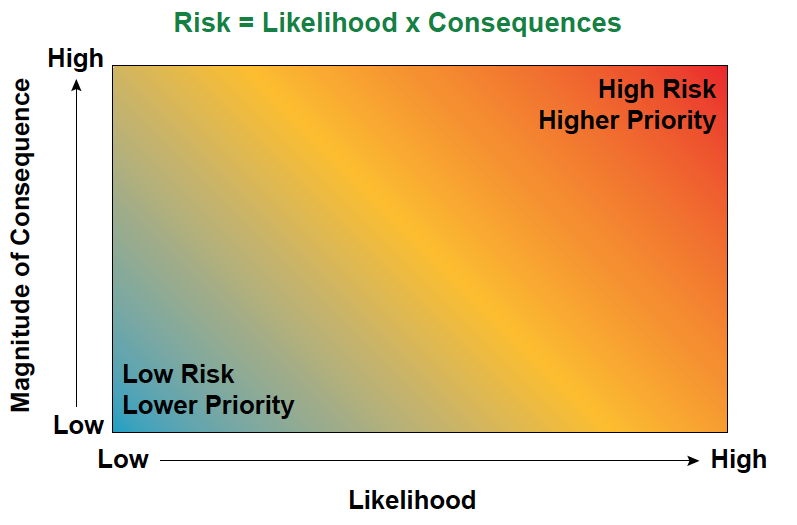 Risk = Likelihood x Consequences
High
Magnitude of Consequence
High Risk
Higher Priority
Low Risk
Lower Priority
Low
Low
High
Likelihood